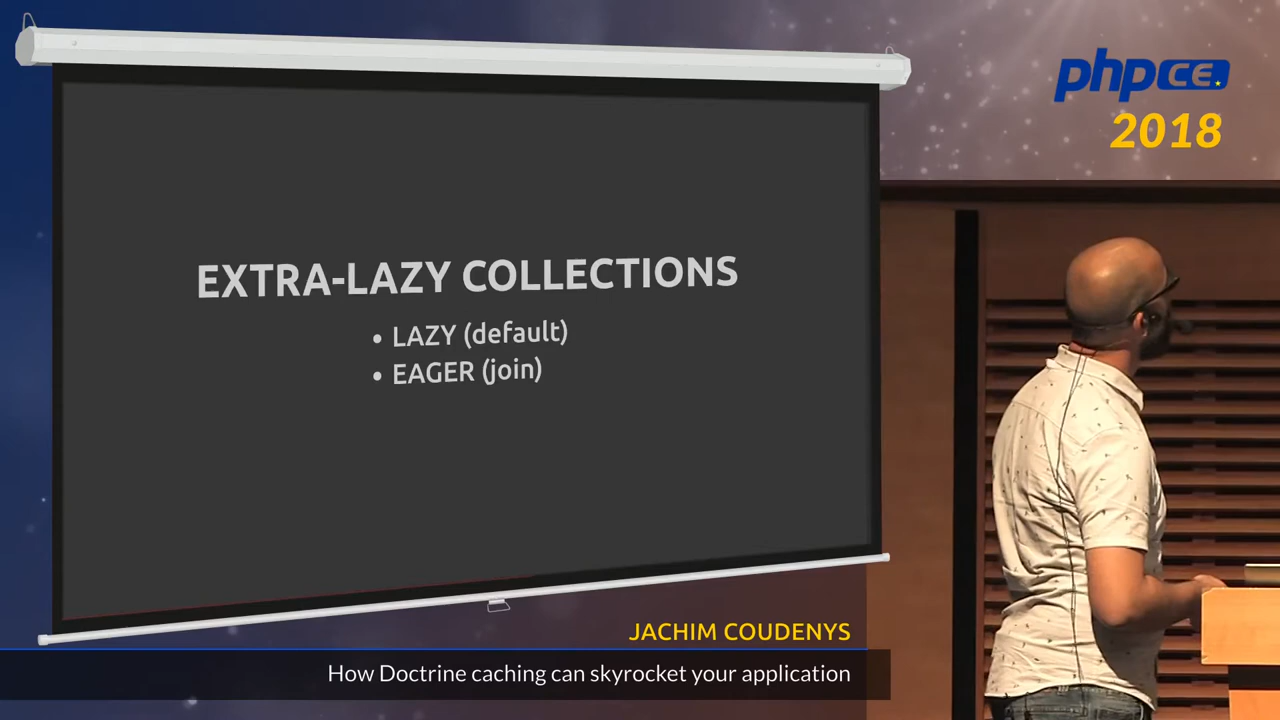 phpCE
2018
EXTRA-LAZY COLLECTIONS
• LAZY (default)
• EAGER (join)
JACHIM COUDENYS
How Doctrine caching can skyrocket your application